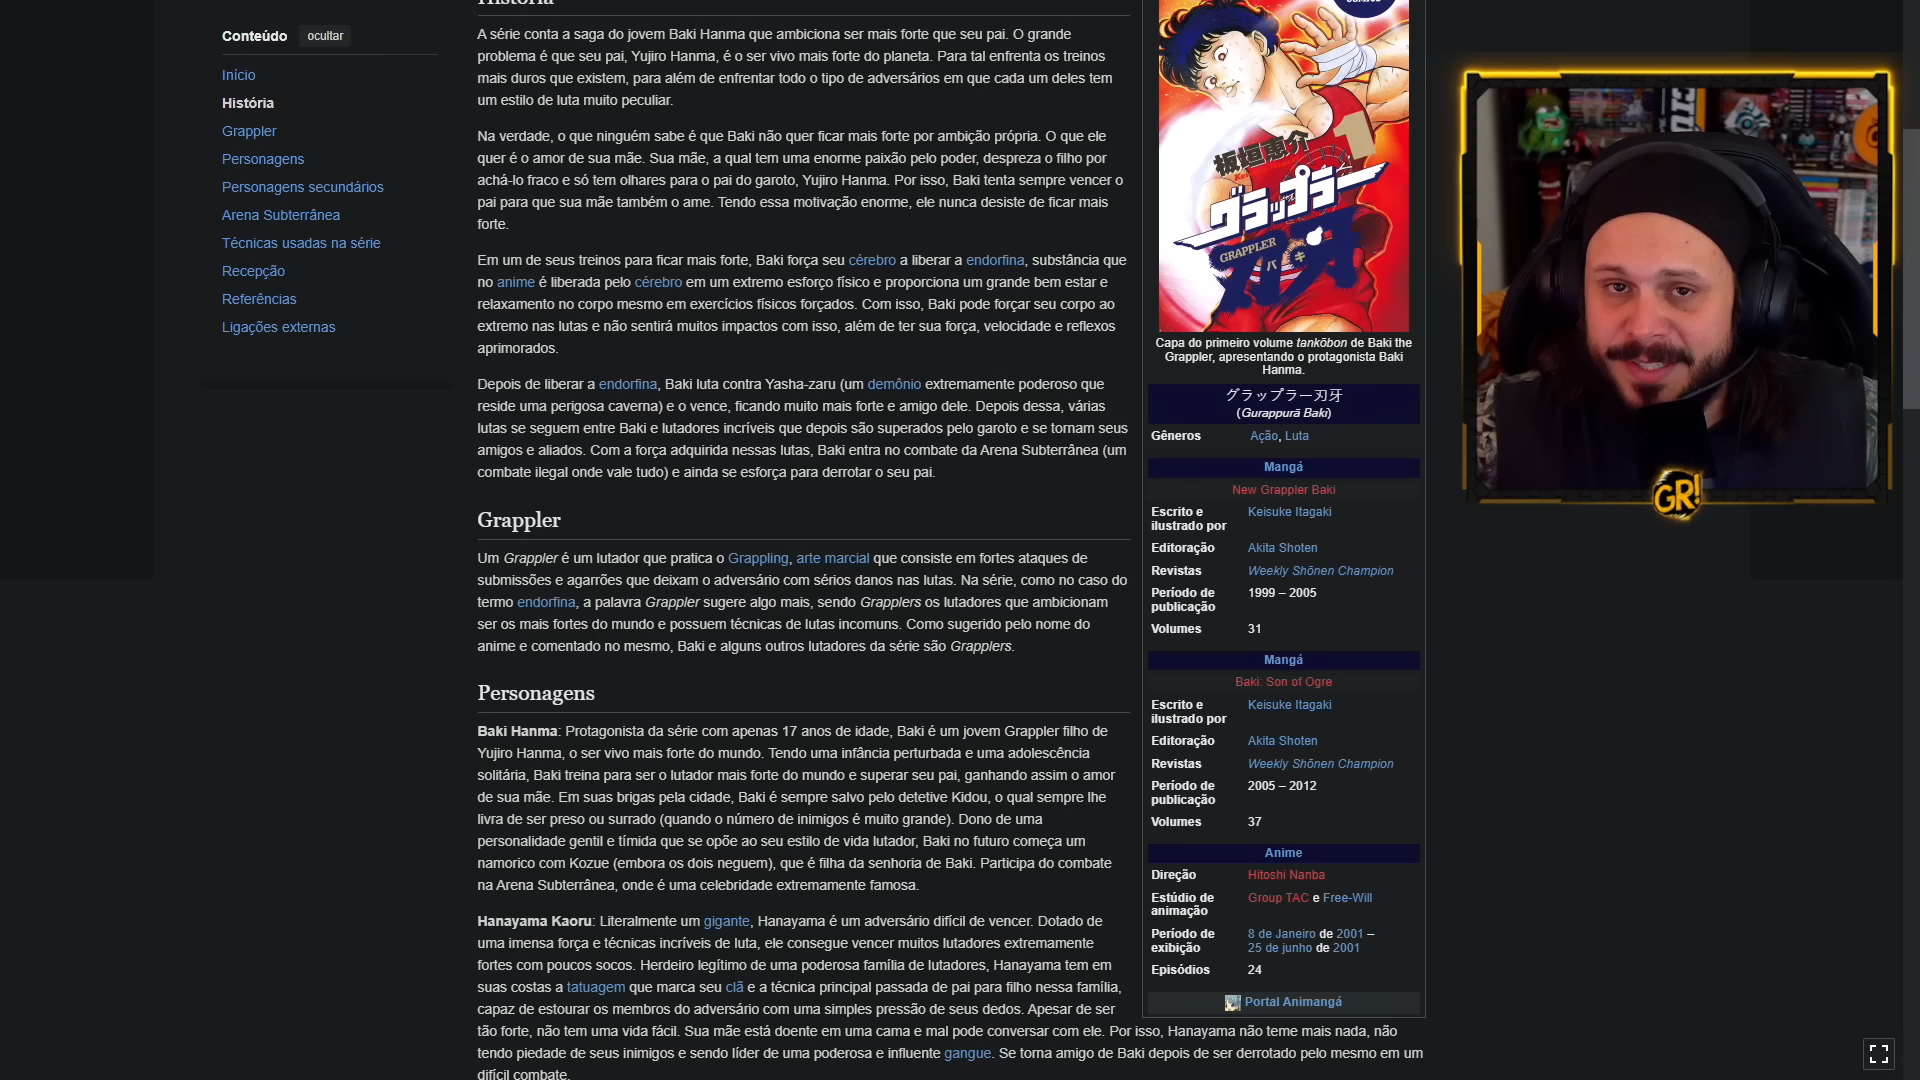 Conteúdo
ocultar
Início
História
Grappler
Personagens
Personagens secundários
Arena Subterrânea
Técnicas usadas na série
Recepção
Referências
Ligações externas
História
A série conta a saga do jovem Baki Hanma que ambiciona ser mais forte que seu pai. O grande
problema é que seu pai, Yujiro Hanma, é o ser vivo mais forte do planeta. Para tal enfrenta os treinos
mais duros que existem, para além de enfrentar todo o tipo de adversários em que cada um deles tem
um estilo de luta muito peculiar.
Na verdade, o que ninguém sabe é que Baki não quer ficar mais forte por ambição própria. O que ele
quer é o amor de sua mãe. Sua mãe, a qual tem uma enorme paixão pelo poder, despreza o filho por
achá-lo fraco e só tem olhares para o pai do garoto, Yujiro Hanma. Por isso, Baki tenta sempre vencer o
pai para que sua mãe também o ame. Tendo essa motivação enorme, ele nunca desiste de ficar mais
forte.
Em um de seus treinos para ficar mais forte, Baki força seu cérebro a liberar a endorfina, substância que
no anime é liberada pelo cérebro em um extremo esforço físico e proporciona um grande bem estar e
relaxamento no corpo mesmo em exercícios físicos forçados. Com isso, Baki pode forçar seu corpo ao
extremo nas lutas e não sentirá muitos impactos com isso, além de ter sua força, velocidade e reflexos
aprimorados.
Depois de liberar a endorfina, Baki luta contra Yasha-zaru (um demônio extremamente poderoso que
reside uma perigosa caverna) e o vence, ficando muito mais forte e amigo dele. Depois dessa, várias
lutas se seguem entre Baki e lutadores incríveis que depois são superados pelo garoto e se tornam seus
amigos e aliados. Com a força adquirida nessas lutas, Baki entra no combate da Arena Subterrânea (um
combate ilegal onde vale tudo) e ainda se esforça para derrotar o seu pai.
Grappler
Um Grappler é um lutador que pratica o Grappling, arte marcial que consiste em fortes ataques de
submissões e agarrões que deixam o adversário com sérios danos nas lutas. Na série, como no caso do
termo endorfina, a palavra Grappler sugere algo mais, sendo Grapplers os lutadores que ambicionam
ser os mais fortes do mundo e possuem técnicas de lutas incomuns. Como sugerido pelo nome do
anime e comentado no mesmo, Baki e alguns outros lutadores da série são Grapplers.
Personagens
Baki Hanma: Protagonista da série com apenas 17 anos de idade, Baki é um jovem Grappler filho de
Yujiro Hanma, o ser vivo mais forte do mundo. Tendo uma infância perturbada e uma adolescência
solitária, Baki treina para ser o lutador mais forte do mundo e superar seu pai, ganhando assim o amor
de sua mãe. Em suas brigas pela cidade, Baki é sempre salvo pelo detetive Kidou, o qual sempre lhe
livra de ser preso ou surrado (quando o número de inimigos é muito grande). Dono de uma
personalidade gentil e tímida que se opõe ao seu estilo de vida lutador, Baki no futuro começa um
namorico com Kozue (embora os dois neguem), que é filha da senhoria de Baki. Participa do combate
na Arena Subterrânea, onde é uma celebridade extremamente famosa.
Hanayama Kaoru: Literalmente um gigante, Hanayama é um adversário difícil de vencer. Dotado de
uma imensa força e técnicas incríveis de luta, ele consegue vencer muitos lutadores extremamente
fortes com poucos socos. Herdeiro legítimo de uma poderosa família de lutadores, Hanayama tem em
suas costas a tatuagem que marca seu clã e a técnica principal passada de pai para filho nessa família,
capaz de estourar os membros do adversário com uma simples pressão de seus dedos. Apesar de ser
tão forte, não tem uma vida fácil. Sua mãe está doente em uma cama e mal pode conversar com ele. Por isso, Hanayama não teme mais nada, não
tendo piedade de seus inimigos e sendo líder de uma poderosa e influente gangue. Se torna amigo de Baki depois de ser derrotado pelo mesmo em um
difícil combate.
COMICS
1
板垣恵介
グラップラー
GRAPPLER
刃牙
バキ
Capa do primeiro volume tankōbon de Baki the
Grappler, apresentando o protagonista Baki
Hanma.
グラップラー刃牙
(Gurappurā Baki)
Gêneros Ação, Luta
Mangá
New Grappler Baki
Escrito e
ilustrado por Keisuke Itagaki
Editoração Akita Shoten
Revistas Weekly Shōnen Champion
Período de
publicação 1999 – 2005
Volumes 31
Mangá
Baki: Son of Ogre
Escrito e
ilustrado por Keisuke Itagaki
Editoração Akita Shoten
Revistas Weekly Shōnen Champion
Período de
publicação 2005 – 2012
Volumes 37
Anime
Direção Hitoshi Nanba
Estúdio de
animação Group TAC e Free-Will
Período de
exibição 8 de Janeiro de 2001 –
25 de junho de 2001
Episódios 24
Portal Animangá
GR!